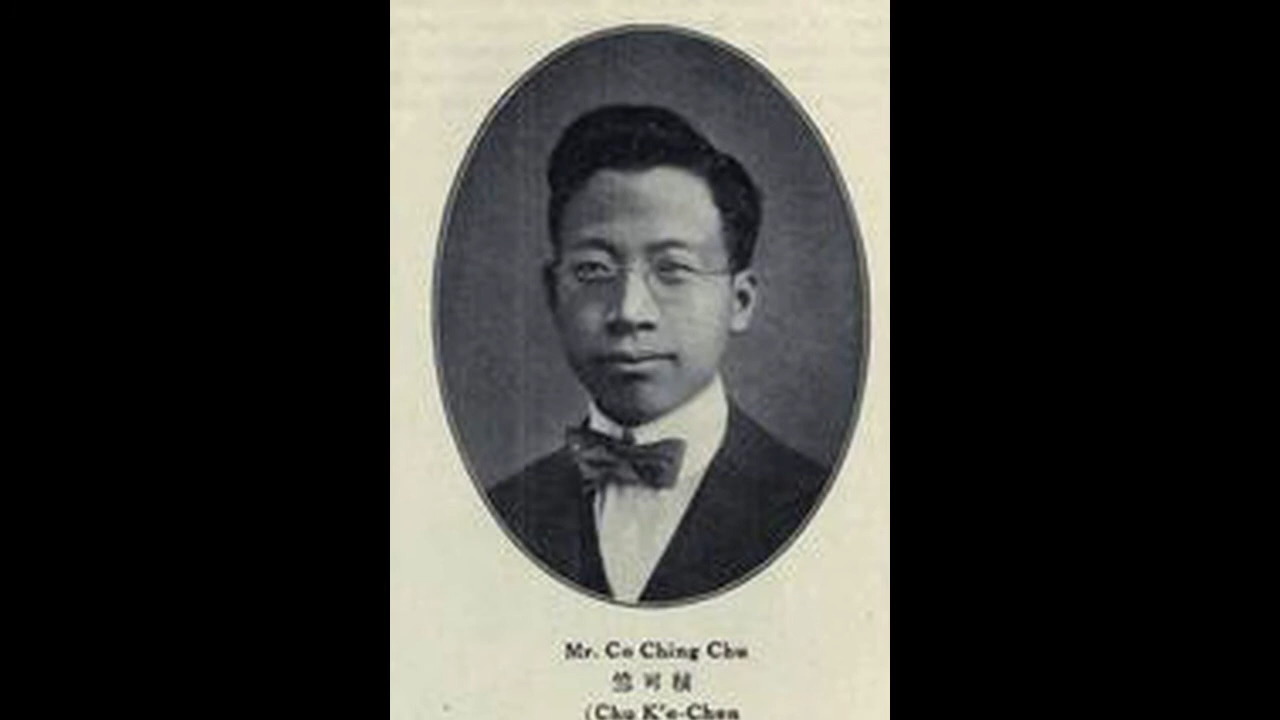 Mr. Co Ching Chu
竺可楨
(Chu K'o-Chen